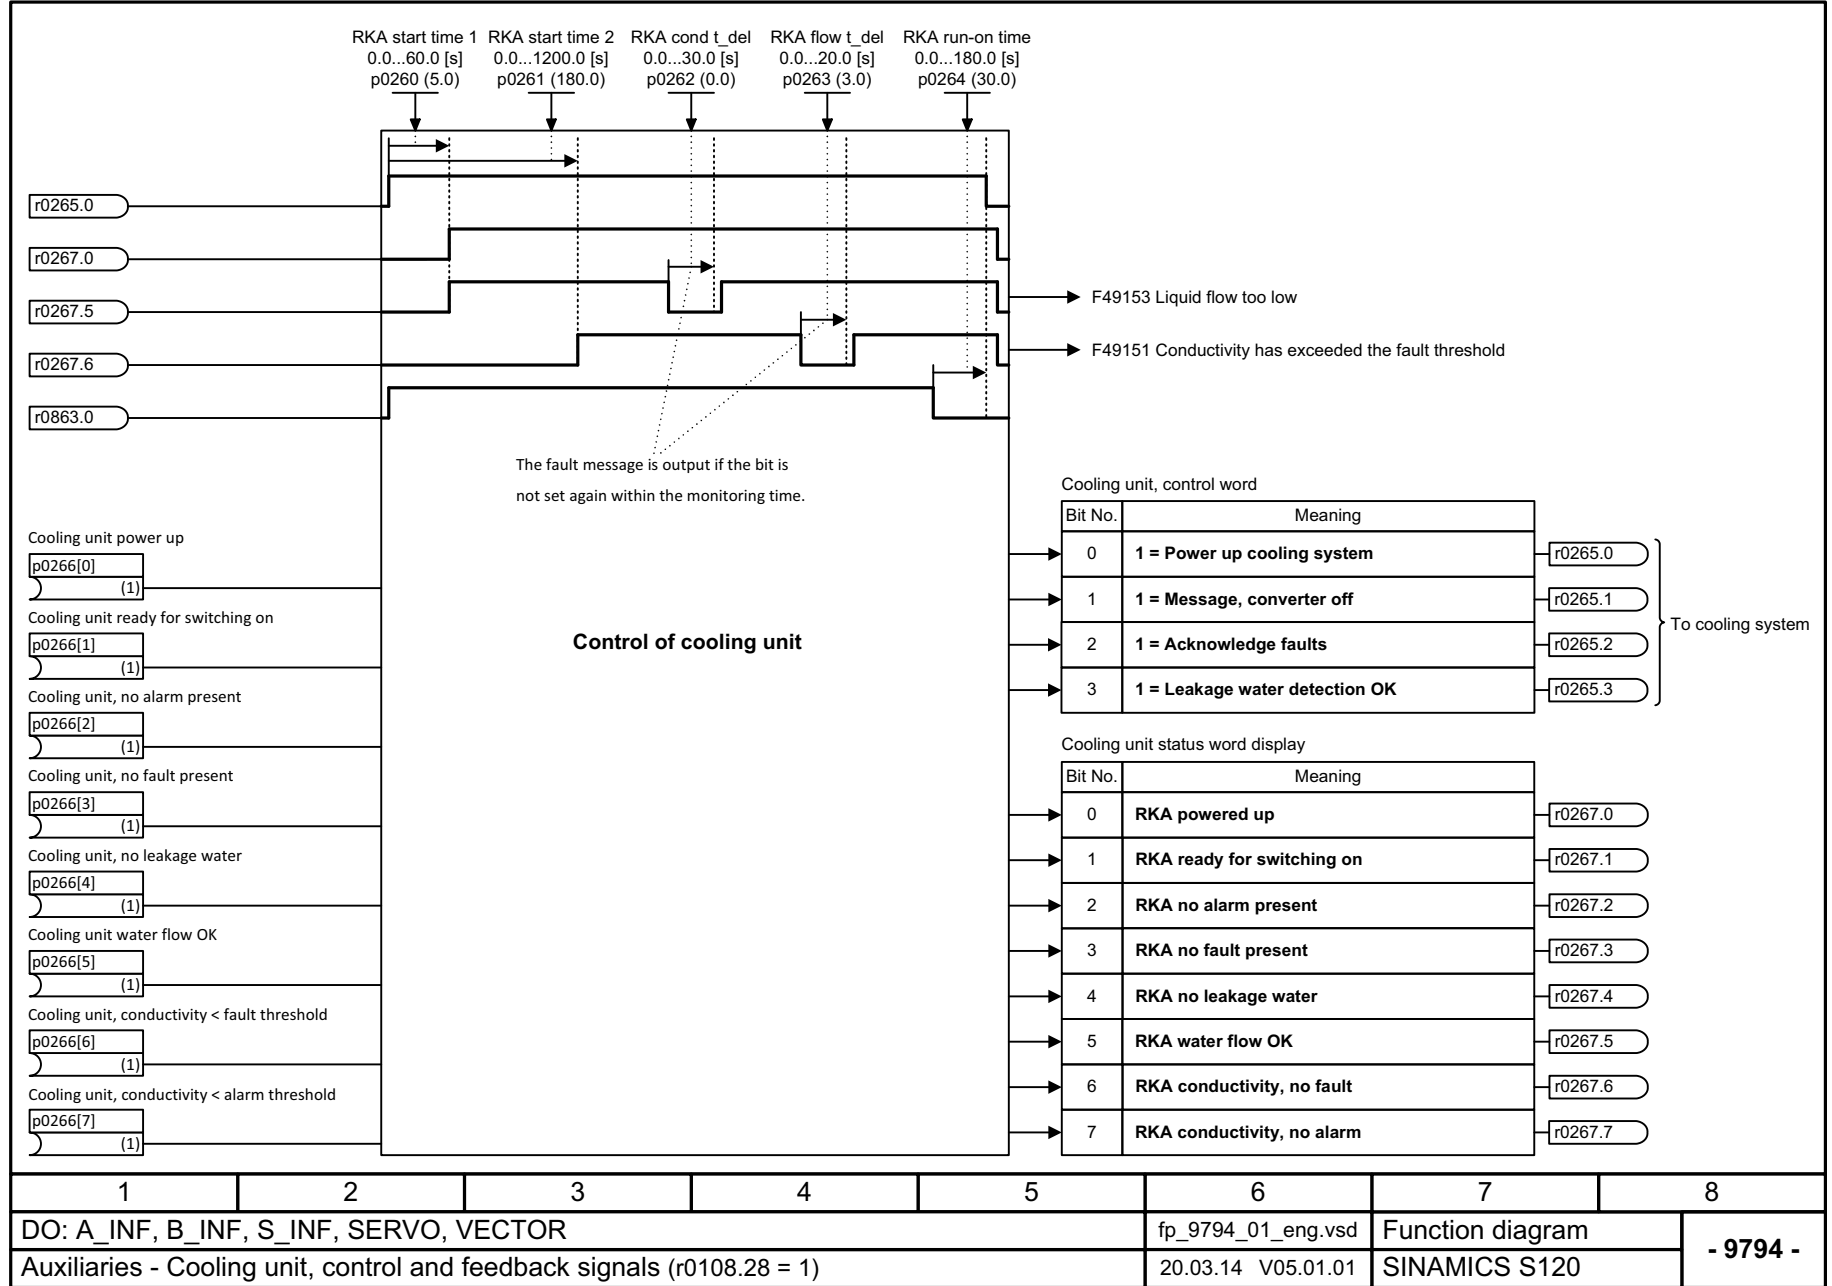 RKA start time 1 RKA start time 2 RKA cond t_del RKA flow t_del RKA run-on time
0.0...60.0 [s] 0.0...1200.0 [s] 0.0...30.0 [s] 0.0...20.0 [s] 0.0...180.0 [s]
p0260 (5.0) p0261 (180.0) p0262 (0.0) p0263 (3.0) p0264 (30.0)
r0265.0
r0267.0
r0267.5
F49153 Liquid flow too low
r0267.6
F49151 Conductivity has exceeded the fault threshold
r0863.0
The fault message is output if the bit is
not set again within the monitoring time.
Cooling unit power up
p0266[0]
(1)
Cooling unit ready for switching on
p0266[1]
(1)
Cooling unit, no alarm present
p0266[2]
(1)
Cooling unit, no fault present
p0266[3]
(1)
Cooling unit, no leakage water
p0266[4]
(1)
Cooling unit water flow OK
p0266[5]
(1)
Cooling unit, conductivity < fault threshold
p0266[6]
(1)
Cooling unit, conductivity < alarm threshold
p0266[7]
(1)
Control of cooling unit
Cooling unit, control word
Bit No. Meaning
0 1 = Power up cooling system r0265.0
1 1 = Message, converter off r0265.1
2 1 = Acknowledge faults r0265.2
3 1 = Leakage water detection OK r0265.3
To cooling system
Cooling unit status word display
Bit No. Meaning
0 RKA powered up r0267.0
1 RKA ready for switching on r0267.1
2 RKA no alarm present r0267.2
3 RKA no fault present r0267.3
4 RKA no leakage water r0267.4
5 RKA water flow OK r0267.5
6 RKA conductivity, no fault r0267.6
7 RKA conductivity, no alarm r0267.7
1 2 3 4 5 6 7 8
DO: A_INF, B_INF, S_INF, SERVO, VECTOR fp_9794_01_eng.vsd Function diagram
- 9794 -
Auxiliaries - Cooling unit, control and feedback signals (r0108.28 = 1) 20.03.14 V05.01.01 SINAMICS S120